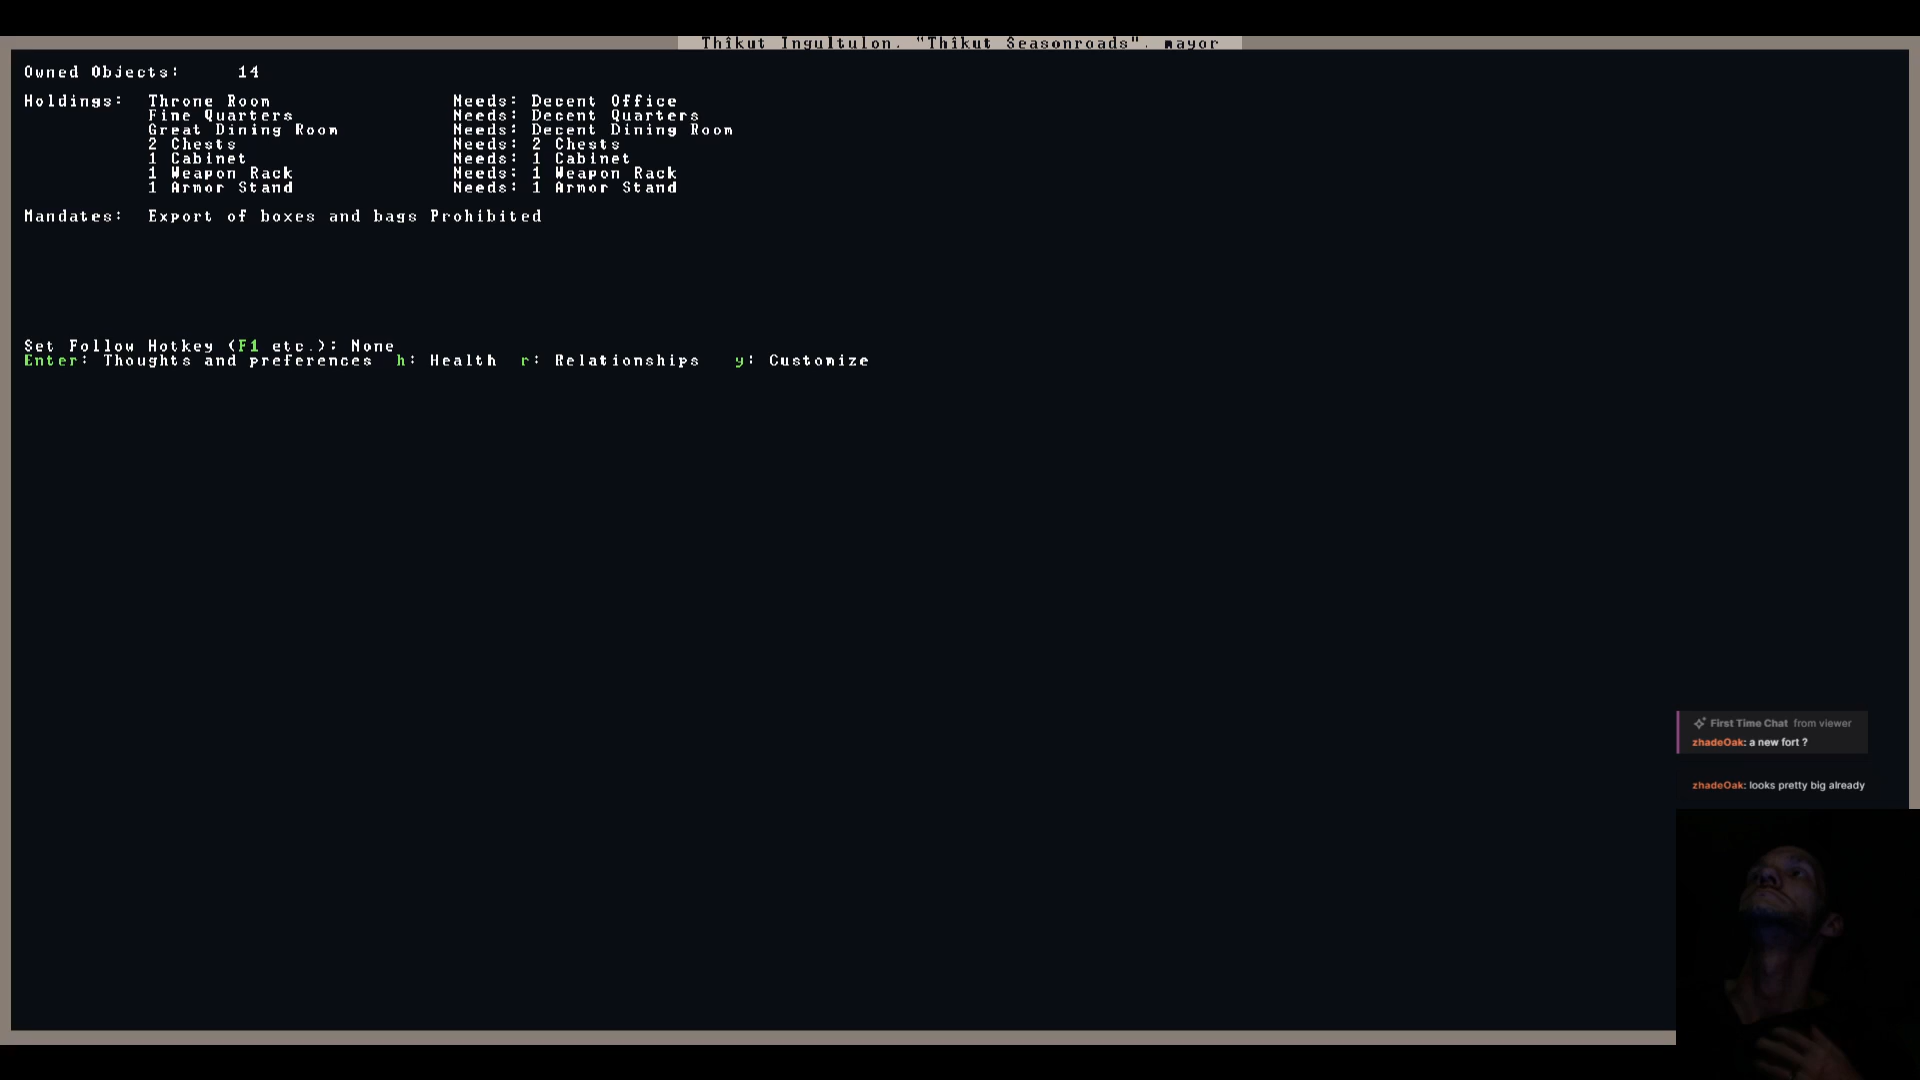 Thîkut Ingultulon, "Thîkut Seasonroads", mayor
Owned Objects: 14
Holdings: Throne Room Needs: Decent Office
Fine Quarters Needs: Decent Quarters
Great Dining Room Needs: Decent Dining Room
2 Chests Needs: 2 Chests
1 Cabinet Needs: 1 Cabinet
1 Weapon Rack Needs: 1 Weapon Rack
1 Armor Stand Needs: 1 Armor Stand
Mandates: Export of boxes and bags Prohibited
Set Follow Hotkey (F1 etc.): None
Enter: Thoughts and preferences h: Health r: Relationships y: Customize
First Time Chat from viewer
zhadeOak: a new fort ?
zhadeOak: looks pretty big already